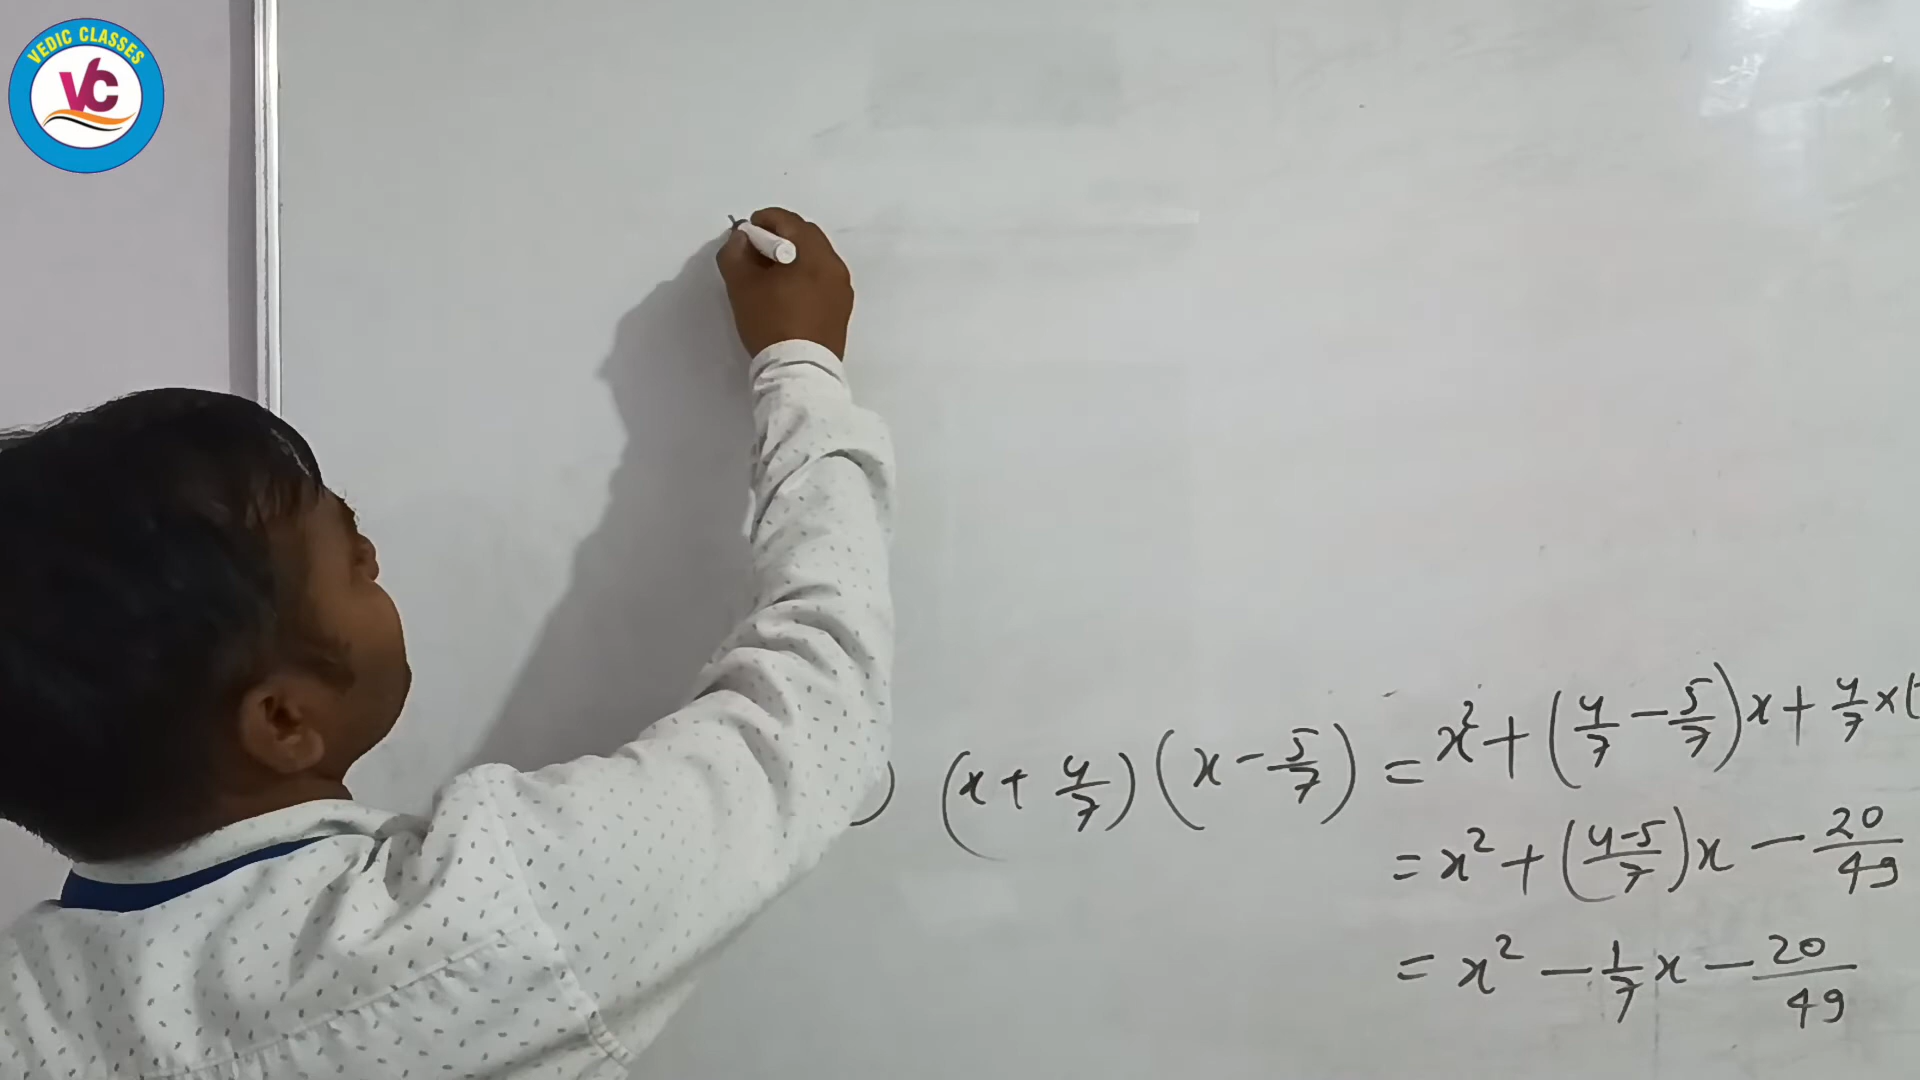 VEDIC CLASSES
VC
x
) (x + 4/7) (x - 5/7) = x² + (4/7 - 5/7)x + 4/7 x (
= x² + (4-5/7)x - 20/49
= x² - 1/7 x - 20/49